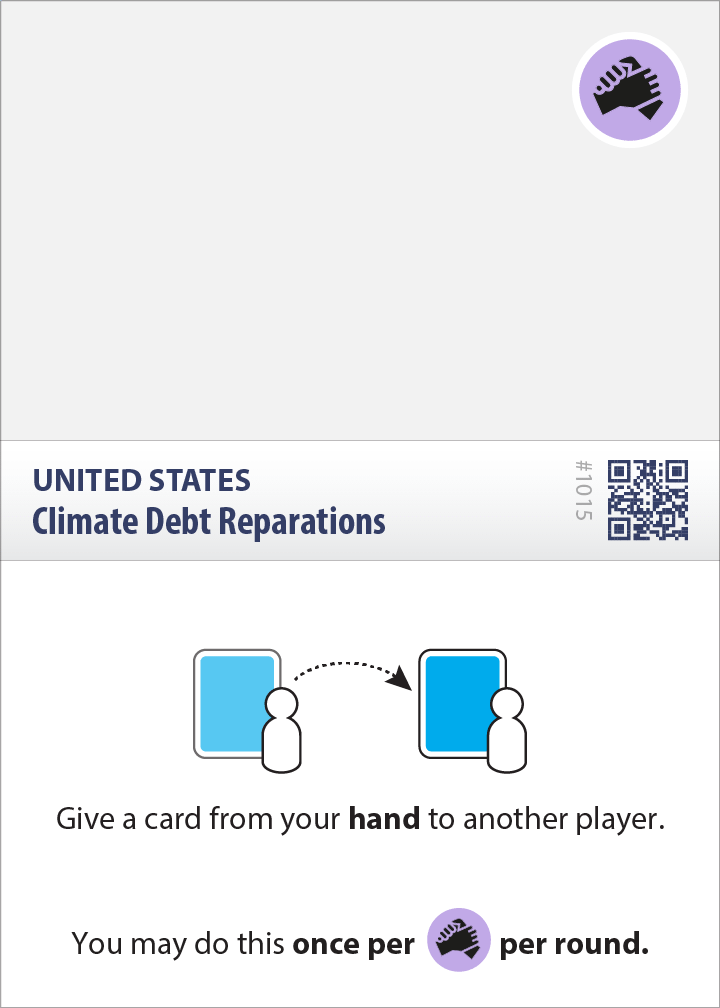 UNITED STATES
Climate Debt Reparations
#1015
Give a card from your hand to another player.
You may do this once per per round.